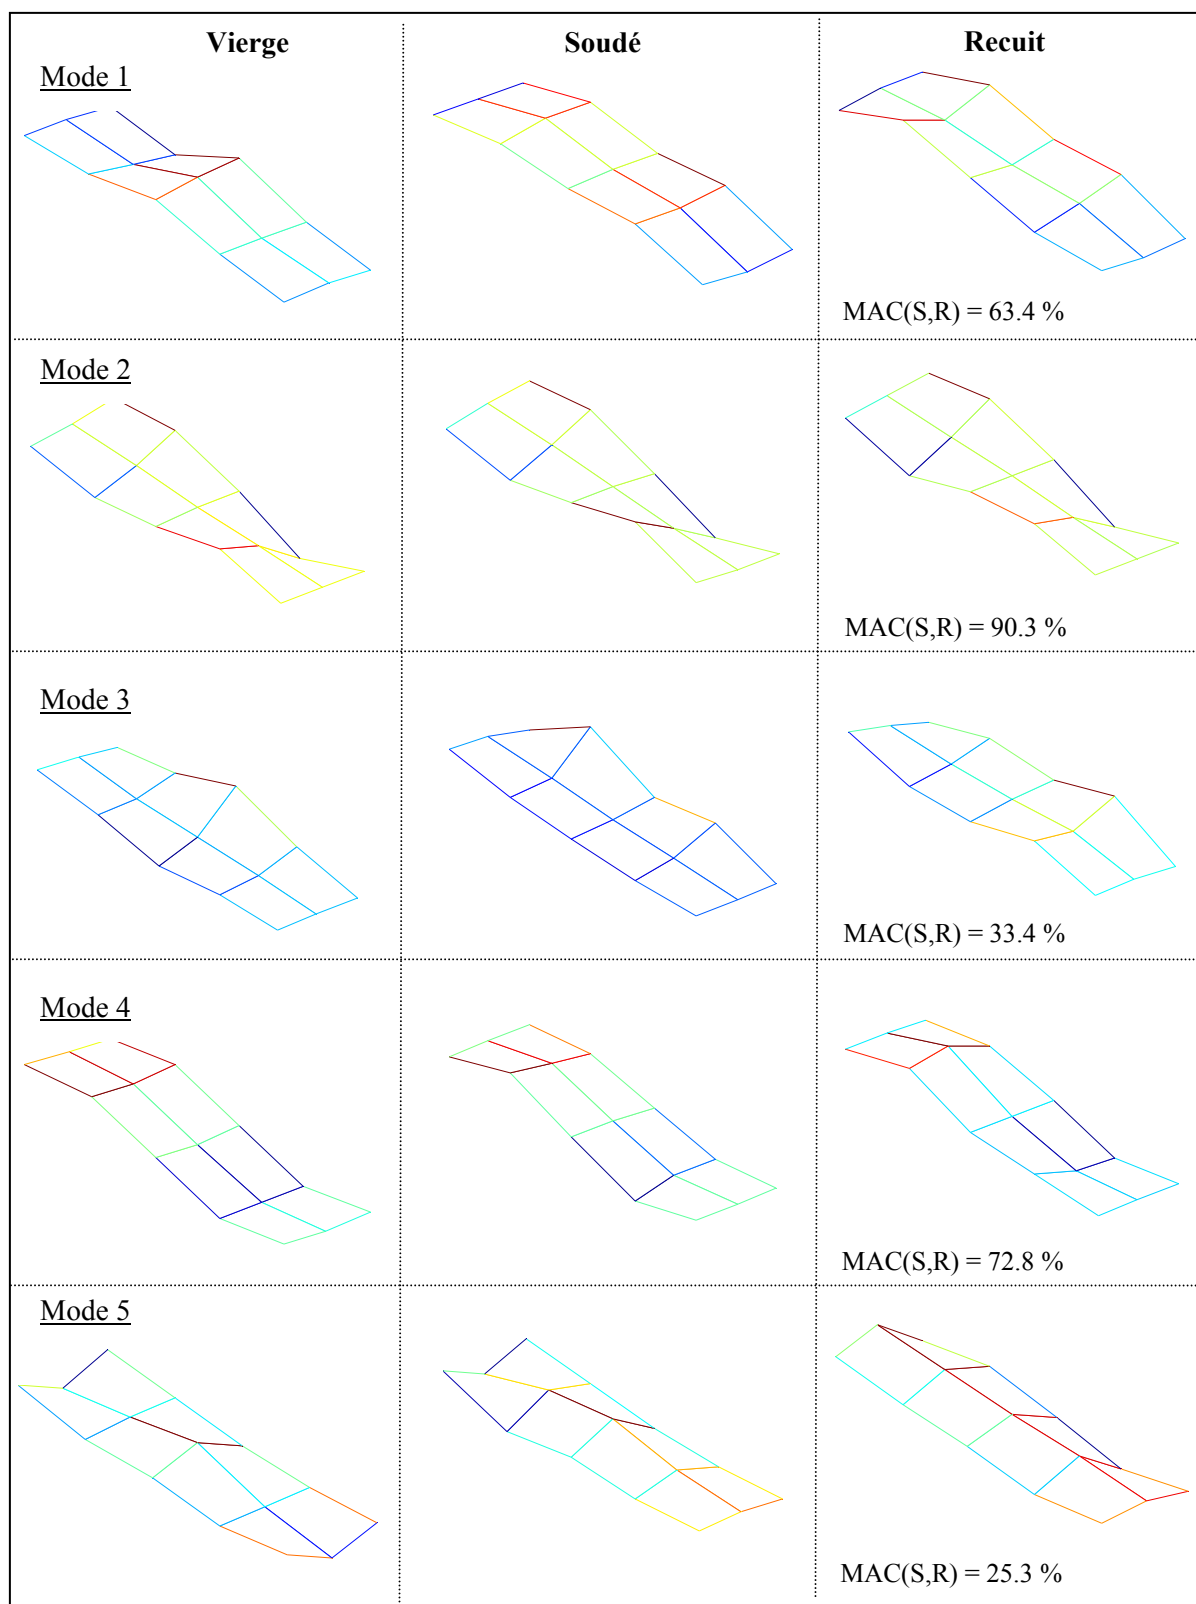 Vierge
Soudé
Recuit
Mode 1
MAC(S,R) = 63.4 %
Mode 2
MAC(S,R) = 90.3 %
Mode 3
MAC(S,R) = 33.4 %
Mode 4
MAC(S,R) = 72.8 %
Mode 5
MAC(S,R) = 25.3 %